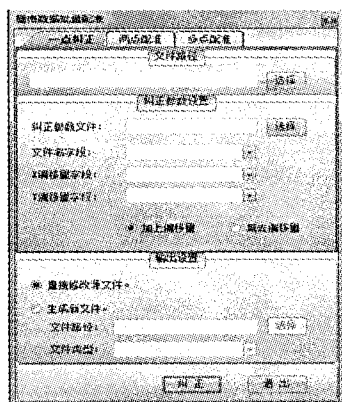 一点纠正 两点配准 多点配准
文件路径
选择
纠正参数设置
纠正参数文件： 选择
文件名字段：
X偏移量字段：
Y偏移量字段：
加上偏移量 减去偏移量
输出设置
直接修改源文件。
生成新文件。
文件路径： 选择
文件类型：
纠 正 退 出